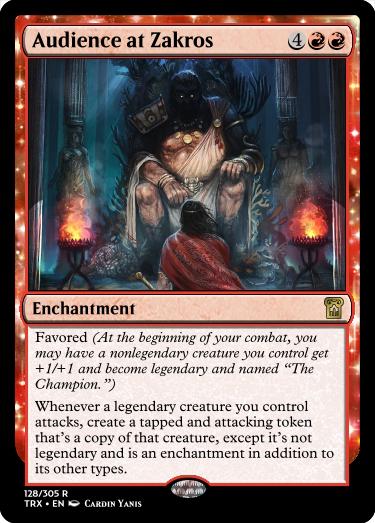 Audience at Zakros 4
Enchantment
Favored (At the beginning of your combat, you
may have a nonlegendary creature you control get
+1/+1 and become legendary and named “The
Champion.”)
Whenever a legendary creature you control
attacks, create a tapped and attacking token
that’s a copy of that creature, except it’s not
legendary and is an enchantment in addition to
its other types.
128/305 R
TRX • EN Cardin Yanis